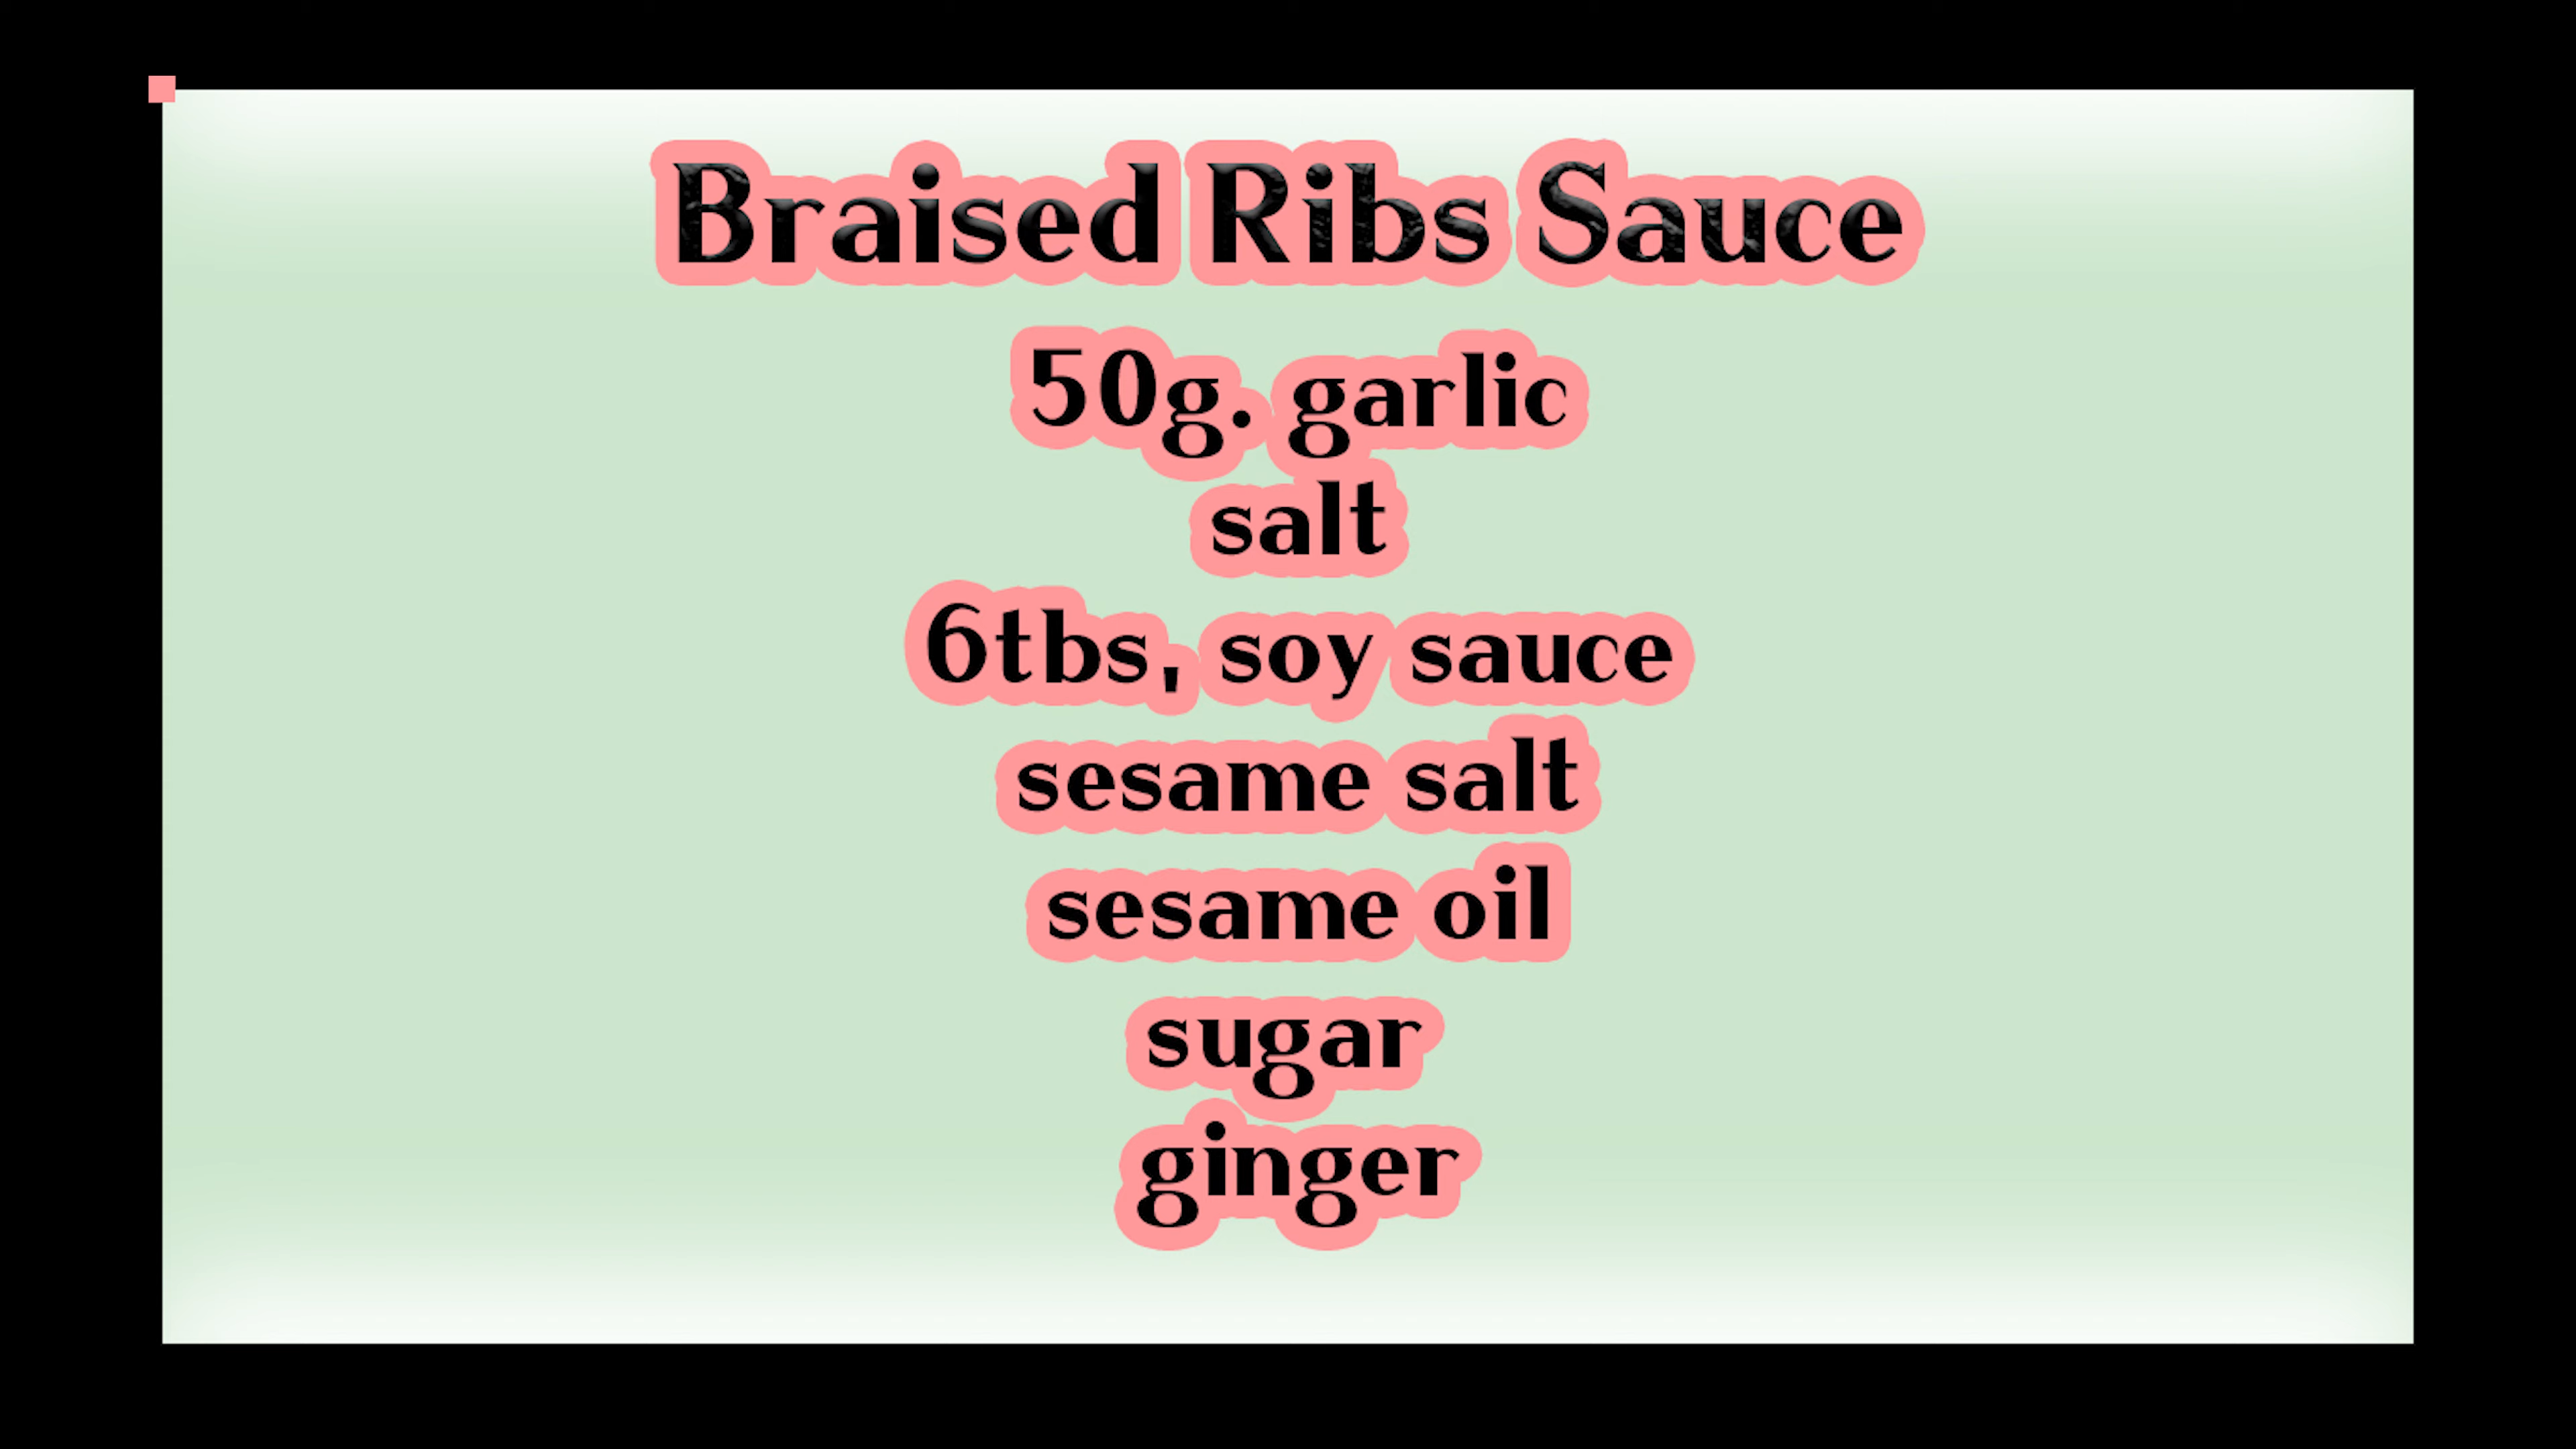 Braised Ribs Sauce
50g. garlic
salt
6tbs, soy sauce
sesame salt
sesame oil
sugar
ginger